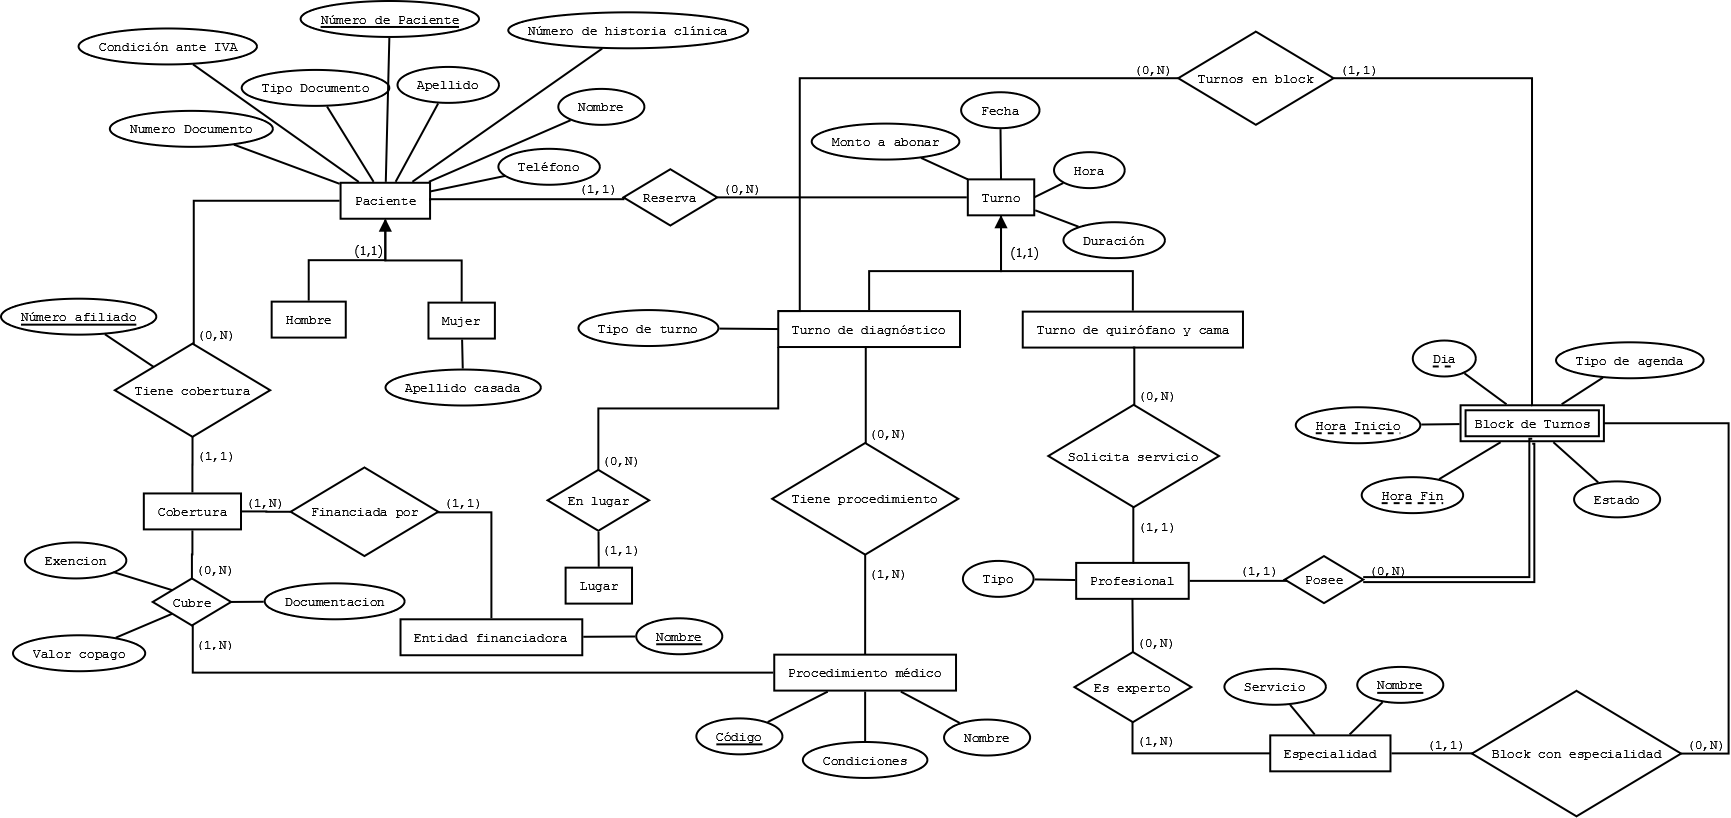 Número de Paciente
Número de historia clínica
Condición ante IVA
Tipo Documento
Apellido
Nombre
Numero Documento
Teléfono
Paciente
(1,1)
Reserva
(0,N)
(0,N)
Turnos en block
(1,1)
Fecha
Monto a abonar
Hora
Turno
Duración
(1,1)
(1,1)
Hombre
Mujer
Apellido casada
Número afiliado
(0,N)
Tiene cobertura
(1,1)
Tipo de turno
Turno de diagnóstico
Turno de quirófano y cama
Día
Tipo de agenda
Hora Inicio
Block de Turnos
Hora Fin
Estado
(0,N)
Solicita servicio
(1,1)
(0,N)
Tiene procedimiento
(1,N)
(0,N)
En lugar
(1,1)
Lugar
Cobertura
(1,N)
Financiada por
(1,1)
Exencion
(0,N)
Cubre
Documentacion
Valor copago
(1,N)
Entidad financiadora
Nombre
Tipo
Profesional
(1,1)
Posee
(0,N)
(0,N)
Es experto
(1,N)
Procedimiento médico
Código
Condiciones
Nombre
Servicio
Nombre
Especialidad
(1,1)
Block con especialidad
(0,N)